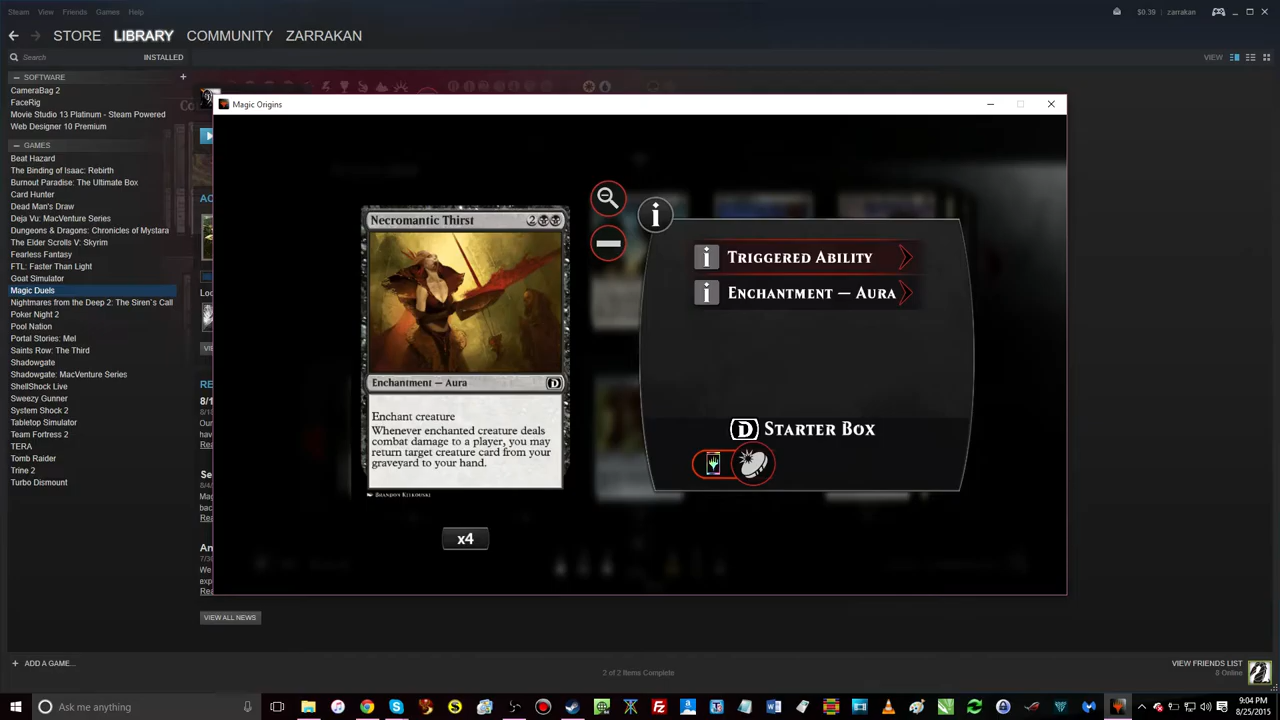 Steam View Friends Games Help
$0.39 zarrakan
STORE LIBRARY COMMUNITY ZARRAKAN
Search INSTALLED
VIEW
SOFTWARE
CameraBag 2
FaceRig
Movie Studio 13 Platinum - Steam Powered
Web Designer 10 Premium
GAMES
Beat Hazard
The Binding of Isaac: Rebirth
Burnout Paradise: The Ultimate Box
Card Hunter
Dead Man's Draw
Deja Vu: MacVenture Series
Dungeons & Dragons: Chronicles of Mystara
The Elder Scrolls V: Skyrim
Fearless Fantasy
FTL: Faster Than Light
Goat Simulator
Magic Duels
Nightmares from the Deep 2: The Siren's Call
Poker Night 2
Pool Nation
Portal Stories: Mel
Saints Row: The Third
Shadowgate
Shadowgate: MacVenture Series
ShellShock Live
Sweezy Gunner
System Shock 2
Tabletop Simulator
Team Fortress 2
TERA
Tomb Raider
Trine 2
Turbo Dismount
Magic Origins
Necromantic Thirst 2
Enchantment — Aura D
Enchant creature
Whenever enchanted creature deals
combat damage to a player, you may
return target creature card from your
graveyard to your hand.
Brandon Kitkouski
x4
i
i Triggered Ability
i Enchantment — Aura
D Starter Box
VIEW ALL NEWS
+ ADD A GAME...
2 of 2 Items Complete
VIEW FRIENDS LIST
8 Online
Ask me anything
9:04 PM
8/25/2015